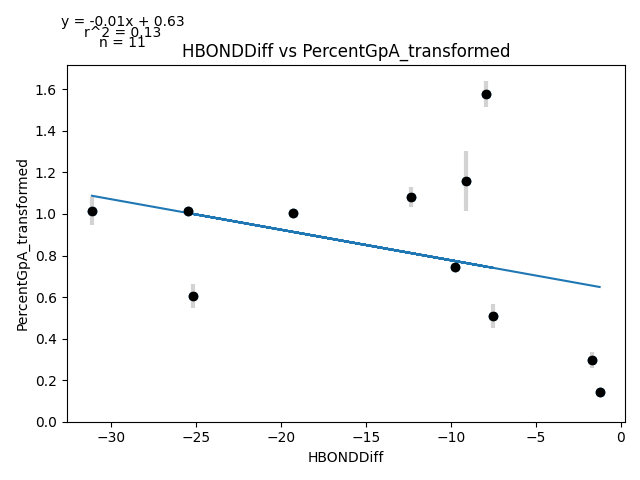 y = -0.01x + 0.63
r^2 = 0.13
n = 11
HBONDDiff vs PercentGpA_transformed
PercentGpA_transformed
1.6
1.4
1.2
1.0
0.8
0.6
0.4
0.2
0.0
−30
−25
−20
−15
−10
−5
0
HBONDDiff